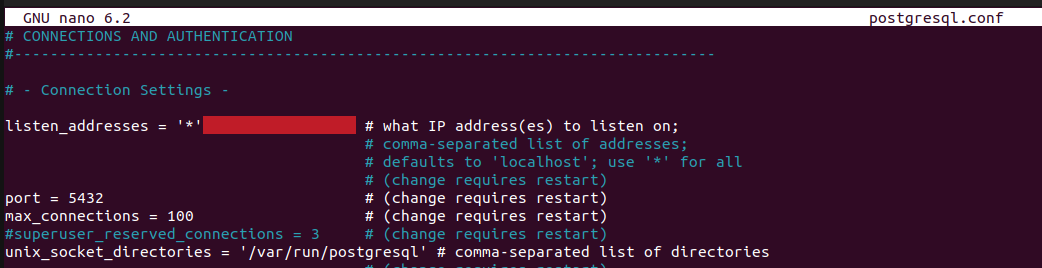 GNU nano 6.2 postgresql.conf
# CONNECTIONS AND AUTHENTICATION
#------------------------------------------------------------------------------
# - Connection Settings -
listen_addresses = '*' # what IP address(es) to listen on;
# comma-separated list of addresses;
# defaults to 'localhost'; use '*' for all
# (change requires restart)
port = 5432 # (change requires restart)
max_connections = 100 # (change requires restart)
#superuser_reserved_connections = 3 # (change requires restart)
unix_socket_directories = '/var/run/postgresql' # comma-separated list of directories
# (change requires restart)